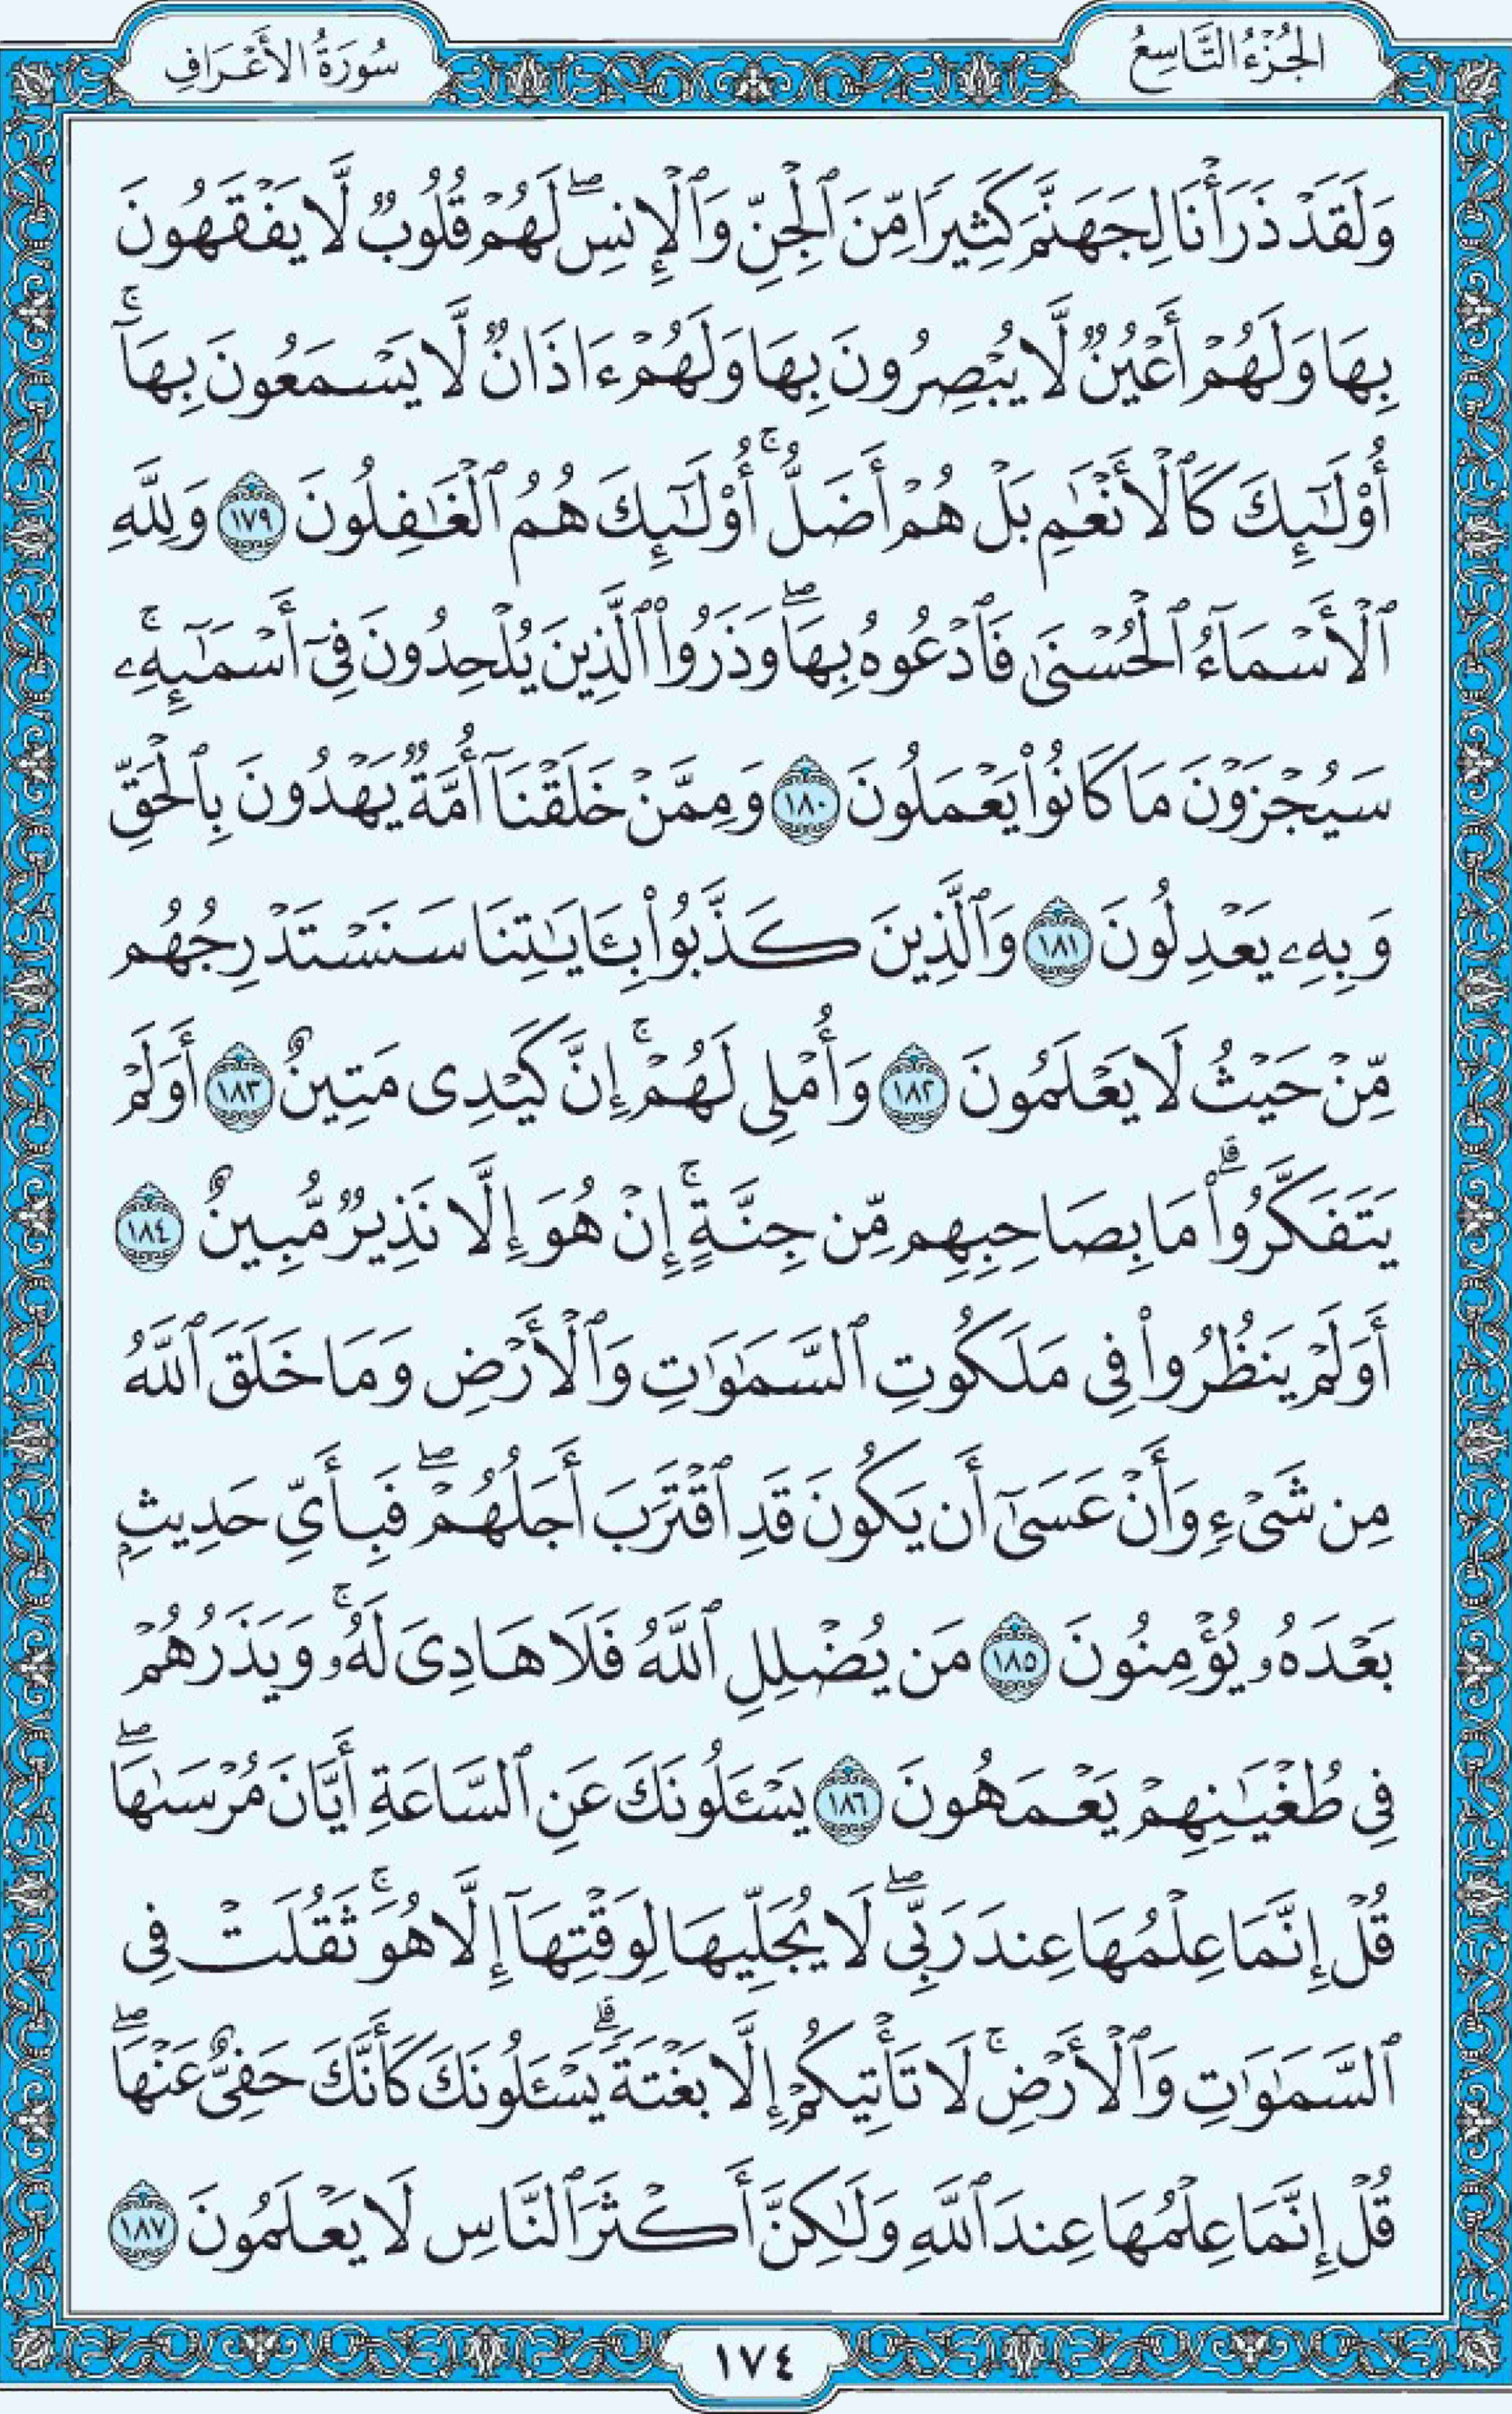 الجُزْءُ التَّاسِعُ
سُورَةُ الأَعْرَافِ
وَلَقَدْ ذَرَأْنَا لِجَهَنَّمَ كَثِيرًا مِّنَ ٱلْجِنِّ وَٱلْإِنسِ ۖ لَهُمْ قُلُوبٌ لَّا يَفْقَهُونَ
بِهَا وَلَهُمْ أَعْيُنٌ لَّا يُبْصِرُونَ بِهَا وَلَهُمْ ءَاذَانٌ لَّا يَسْمَعُونَ بِهَآ ۚ
أُو۟لَـٰٓئِكَ كَٱلْأَنْعَـٰمِ بَلْ هُمْ أَضَلُّ ۚ أُو۟لَـٰٓئِكَ هُمُ ٱلْغَـٰفِلُونَ ١٧٩ وَلِلَّهِ
ٱلْأَسْمَآءُ ٱلْحُسْنَىٰ فَٱدْعُوهُ بِهَا ۖ وَذَرُوا۟ ٱلَّذِينَ يُلْحِدُونَ فِىٓ أَسْمَـٰٓئِهِۦ ۚ
سَيُجْزَوْنَ مَا كَانُوا۟ يَعْمَلُونَ ١٨٠ وَمِمَّنْ خَلَقْنَآ أُمَّةٌ يَهْدُونَ بِٱلْحَقِّ
وَبِهِۦ يَعْدِلُونَ ١٨١ وَٱلَّذِينَ كَذَّبُوا۟ بِـَٔايَـٰتِنَا سَنَسْتَدْرِجُهُم
مِّنْ حَيْثُ لَا يَعْلَمُونَ ١٨٢ وَأُمْلِى لَهُمْ ۚ إِنَّ كَيْدِى مَتِينٌ ١٨٣ أَوَلَمْ
يَتَفَكَّرُوا۟ ۗ مَا بِصَاحِبِهِم مِّن جِنَّةٍ ۚ إِنْ هُوَ إِلَّا نَذِيرٌ مُّبِينٌ ١٨٤
أَوَلَمْ يَنظُرُوا۟ فِى مَلَكُوتِ ٱلسَّمَـٰوَٰتِ وَٱلْأَرْضِ وَمَا خَلَقَ ٱللَّهُ
مِن شَىْءٍ وَأَنْ عَسَىٰٓ أَن يَكُونَ قَدِ ٱقْتَرَبَ أَجَلُهُمْ ۖ فَبِأَىِّ حَدِيثٍۭ
بَعْدَهُۥ يُؤْمِنُونَ ١٨٥ مَن يُضْلِلِ ٱللَّهُ فَلَا هَادِىَ لَهُۥ ۚ وَيَذَرُهُمْ
فِى طُغْيَـٰنِهِمْ يَعْمَهُونَ ١٨٦ يَسْـَٔلُونَكَ عَنِ ٱلسَّاعَةِ أَيَّانَ مُرْسَىٰهَا ۖ
قُلْ إِنَّمَا عِلْمُهَا عِندَ رَبِّى ۖ لَا يُجَلِّيهَا لِوَقْتِهَآ إِلَّا هُوَ ۚ ثَقُلَتْ فِى
ٱلسَّمَـٰوَٰتِ وَٱلْأَرْضِ ۚ لَا تَأْتِيكُمْ إِلَّا بَغْتَةً ۗ يَسْـَٔلُونَكَ كَأَنَّكَ حَفِىٌّ عَنْهَا ۖ
قُلْ إِنَّمَا عِلْمُهَا عِندَ ٱللَّهِ وَلَـٰكِنَّ أَكْثَرَ ٱلنَّاسِ لَا يَعْلَمُونَ ١٨٧
١٧٤